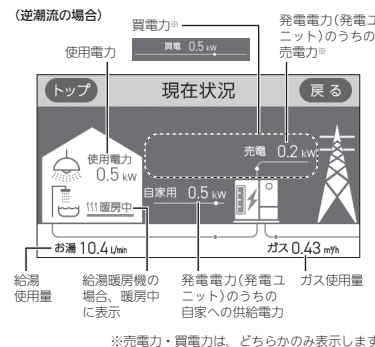 (逆潮流の場合)
買電力※
発電電力(発電ユ
ニット)のうちの
売電力※
使用電力
買電 0.5 kw
トップ
現在状況
戻る
売電 0.2 kw
使用電力
0.5 kw
自家用 0.5 kw
暖房中
お湯 10.4 L/min
ガス 0.43 m³/h
給湯
使用量
給湯暖房機の
場合、暖房中
に表示
発電電力(発電ユ
ニット)のうちの
自家への供給電力
ガス使用量
※売電力・買電力は、どちらかのみ表示します